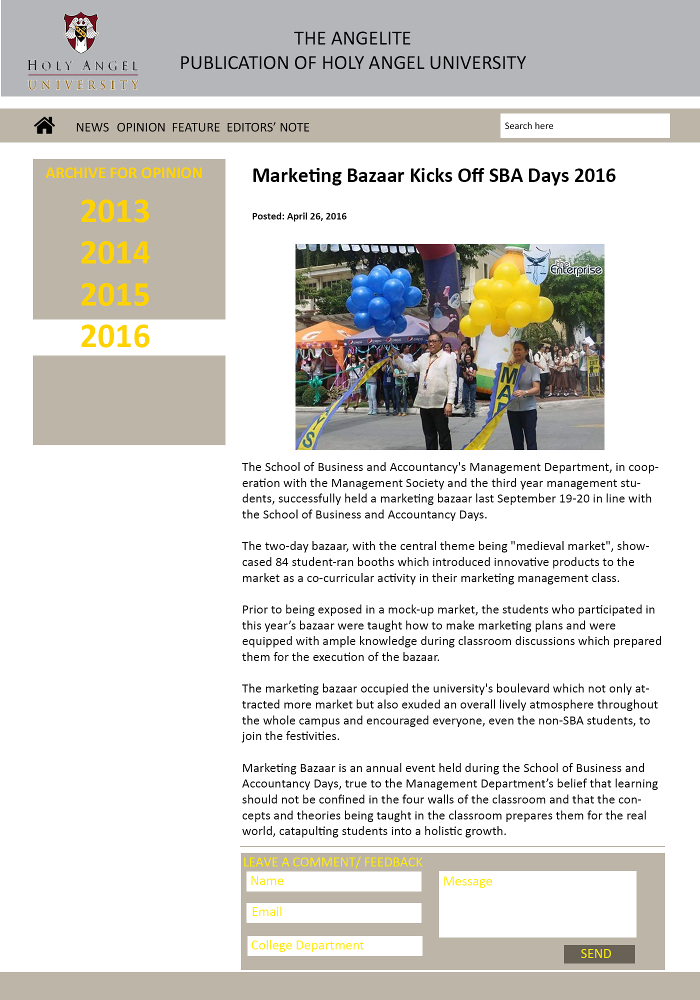 HOLY ANGEL
UNIVERSITY
THE ANGELITE
PUBLICATION OF HOLY ANGEL UNIVERSITY
NEWS OPINION FEATURE EDITORS’ NOTE
Search here
ARCHIVE FOR OPINION
2013
2014
2015
2016
Marketing Bazaar Kicks Off SBA Days 2016
Posted: April 26, 2016
the
Enterprise
pepsi
pepsi
pepsi
pepsi
EXIT
MAR
YS
The School of Business and Accountancy's Management Department, in coop-
eration with the Management Society and the third year management stu-
dents, successfully held a marketing bazaar last September 19-20 in line with
the School of Business and Accountancy Days.
The two-day bazaar, with the central theme being "medieval market", show-
cased 84 student-ran booths which introduced innovative products to the
market as a co-curricular activity in their marketing management class.
Prior to being exposed in a mock-up market, the students who participated in
this year’s bazaar were taught how to make marketing plans and were
equipped with ample knowledge during classroom discussions which prepared
them for the execution of the bazaar.
The marketing bazaar occupied the university's boulevard which not only at-
tracted more market but also exuded an overall lively atmosphere throughout
the whole campus and encouraged everyone, even the non-SBA students, to
join the festivities.
Marketing Bazaar is an annual event held during the School of Business and
Accountancy Days, true to the Management Department’s belief that learning
should not be confined in the four walls of the classroom and that the con-
cepts and theories being taught in the classroom prepares them for the real
world, catapulting students into a holistic growth.
LEAVE A COMMENT/ FEEDBACK
Name
Message
Email
College Department
SEND